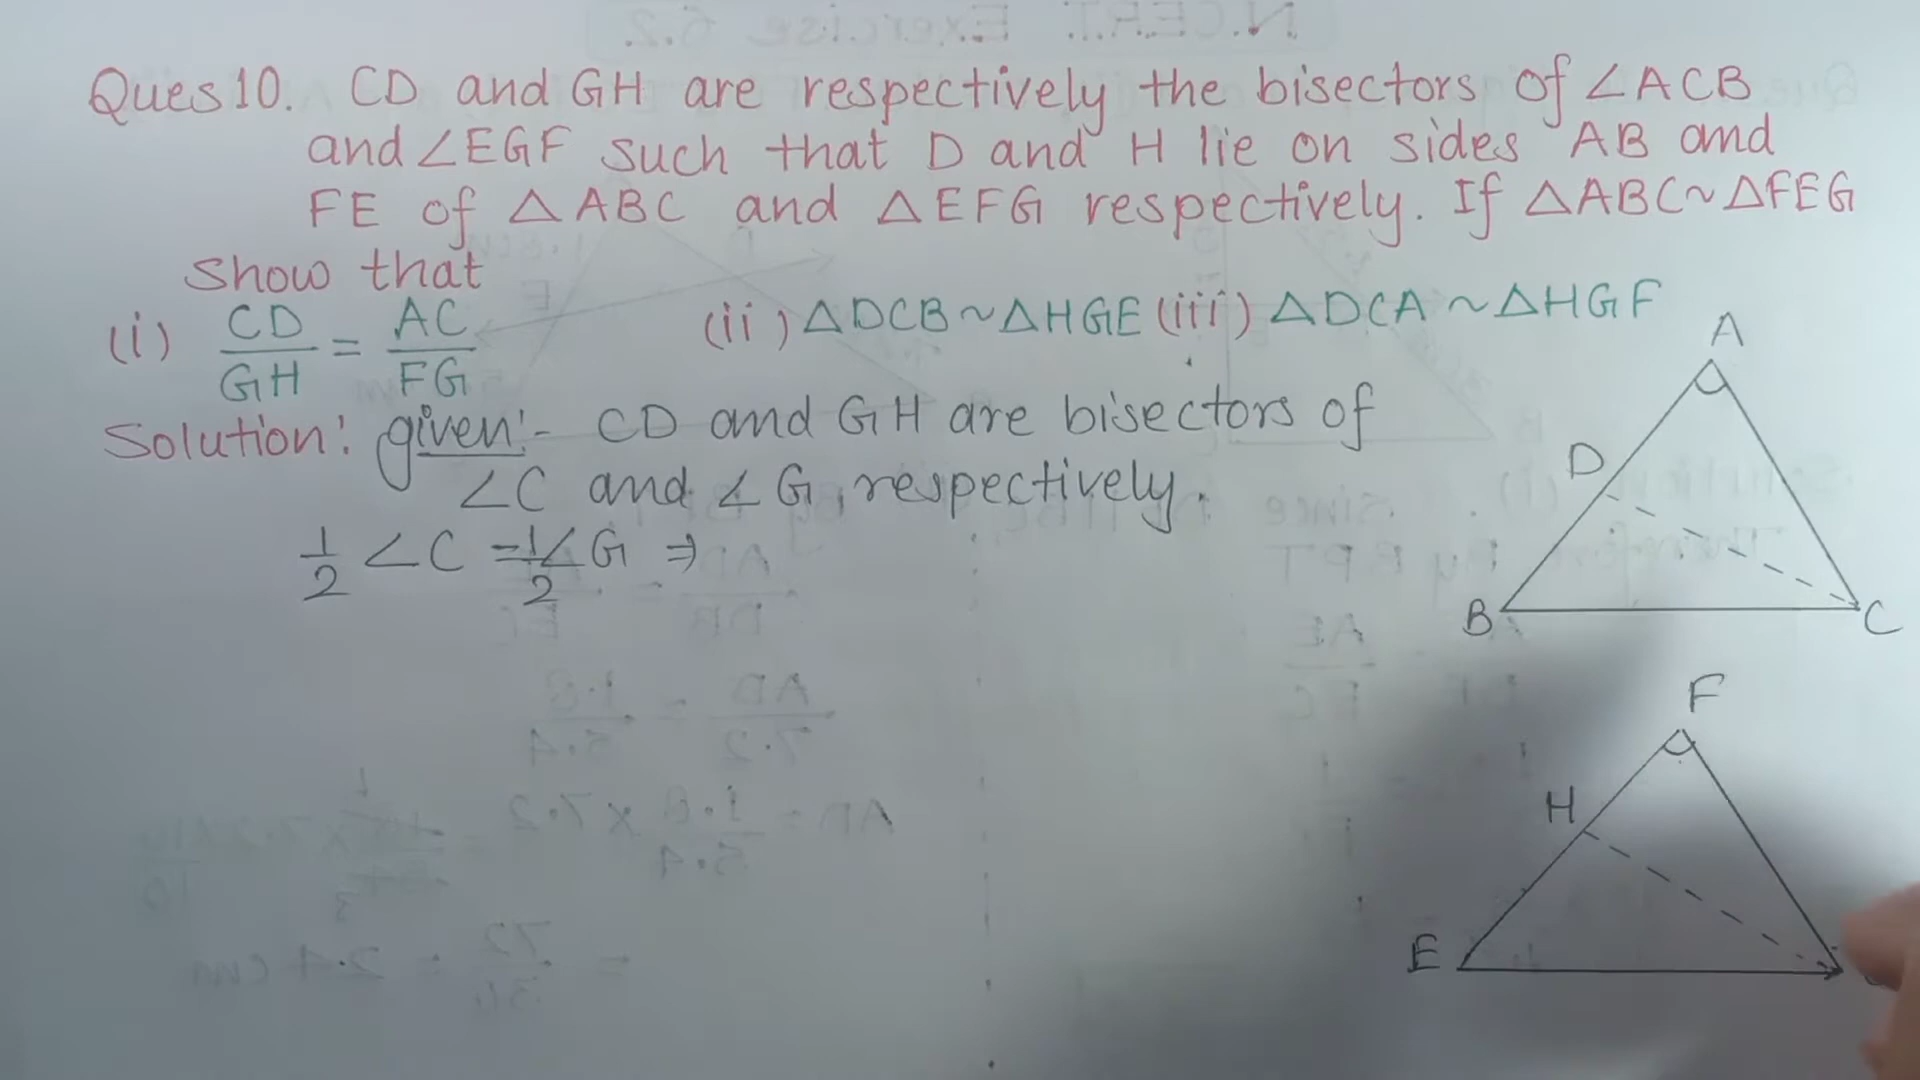 Ques 10. CD and GH are respectively the bisectors of ∠ACB
and ∠EGF such that D and H lie on sides AB and
FE of △ABC and △EFG respectively. If △ABC ~ △FEG
Show that
(i) CD/GH = AC/FG (ii) △DCB ~ △HGE (iii) △DCA ~ △HGF
Solution: given:- CD and GH are bisectors of
∠C and ∠G, respectively.
1/2 ∠C = 1/2 ∠G ⇒
A
D
B
C
F
H
E